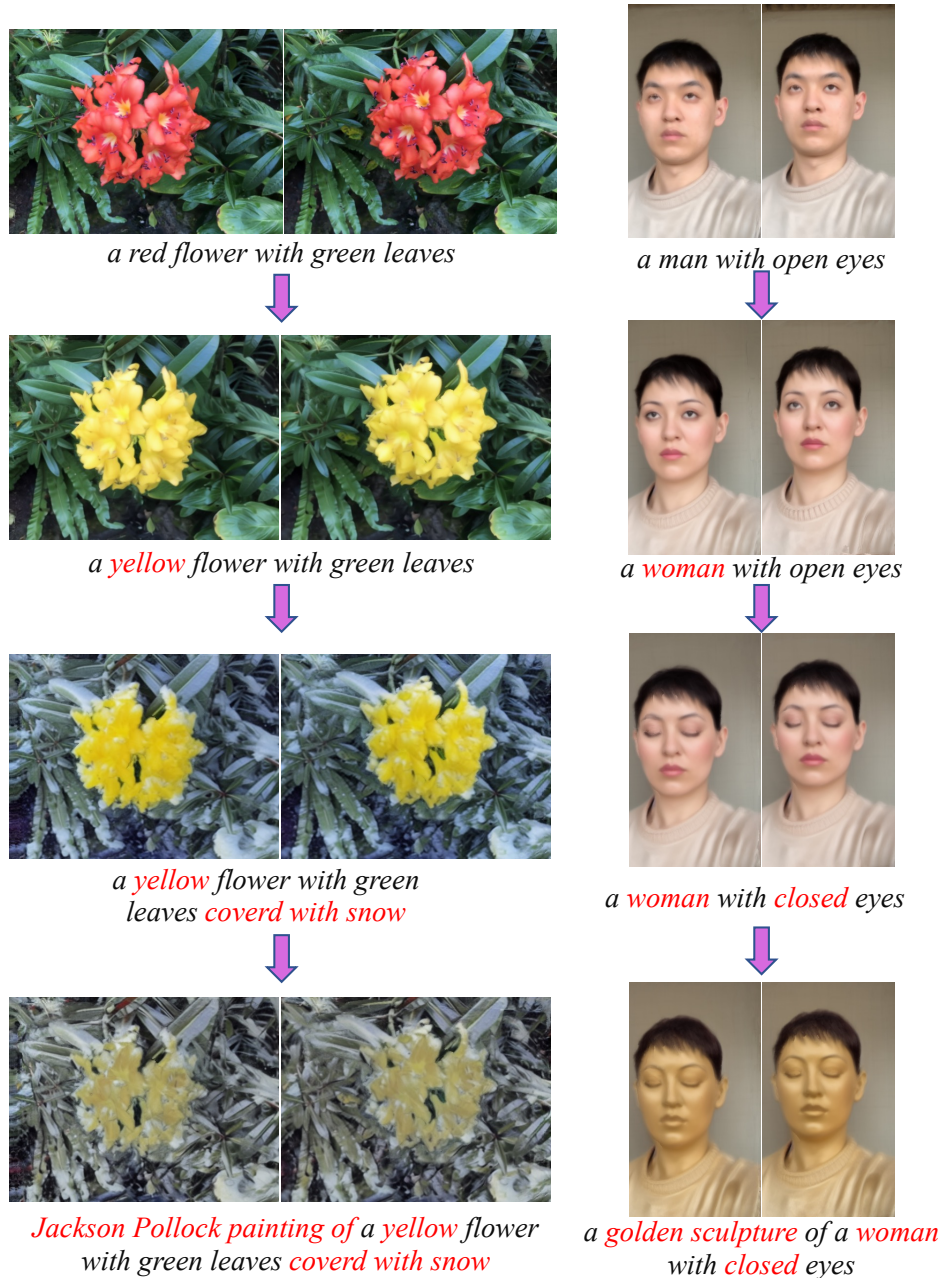 a red flower with green leaves
a yellow flower with green leaves
a yellow flower with green
leaves coverd with snow
Jackson Pollock painting of a yellow flower
with green leaves coverd with snow
a man with open eyes
a woman with open eyes
a woman with closed eyes
a golden sculpture of a woman
with closed eyes